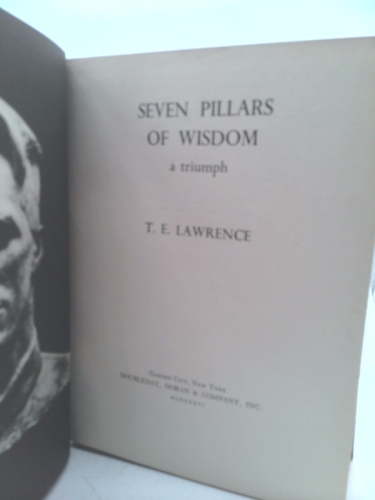 SEVEN PILLARS
OF WISDOM
a triumph
T. E. LAWRENCE
GARDEN CITY, NEW YORK
DOUBLEDAY, DORAN & COMPANY, INC.